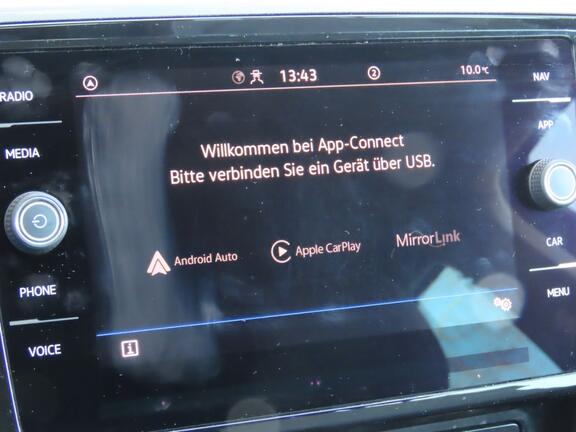 RADIO
MEDIA
PHONE
VOICE
13:43
2
10.0°C
Willkommen bei App-Connect
Bitte verbinden Sie ein Gerät über USB.
Android Auto
Apple CarPlay
MirrorLink
i
NAV
APP
CAR
MENU